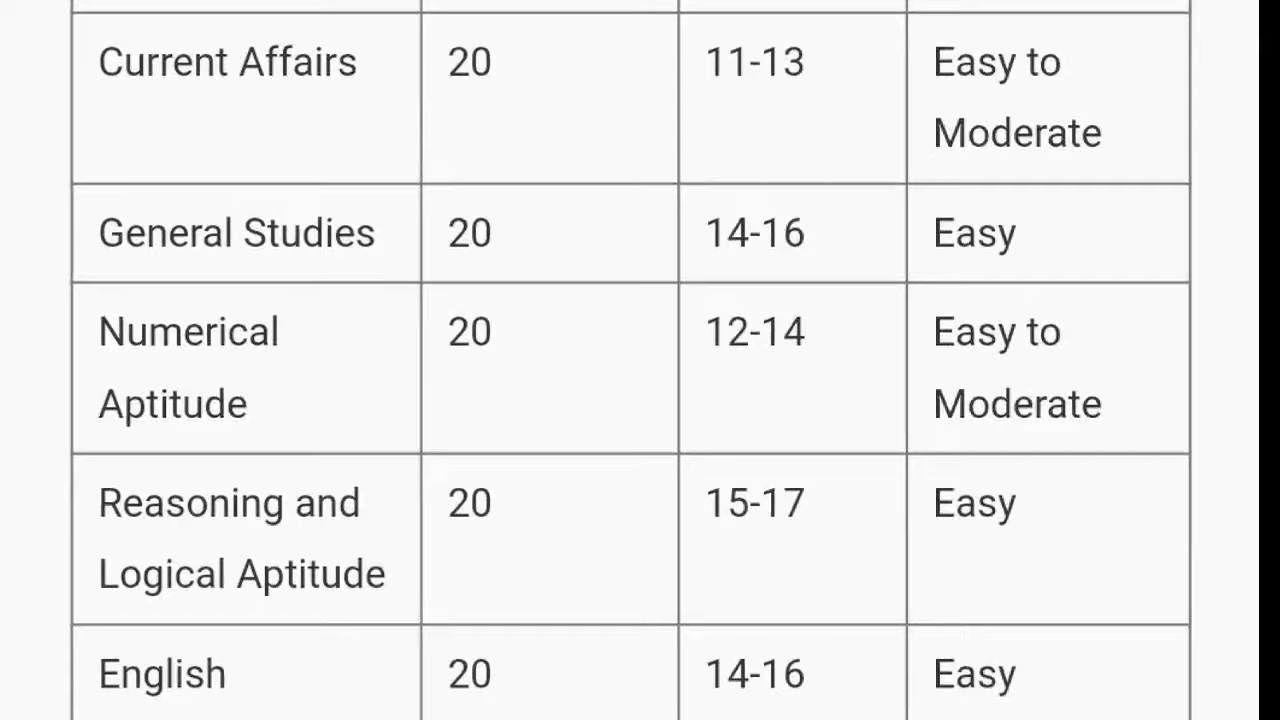 Current Affairs 20 11-13 Easy to
Moderate
General Studies 20 14-16 Easy
Numerical 20 12-14 Easy to
Aptitude Moderate
Reasoning and 20 15-17 Easy
Logical Aptitude
English 20 14-16 Easy